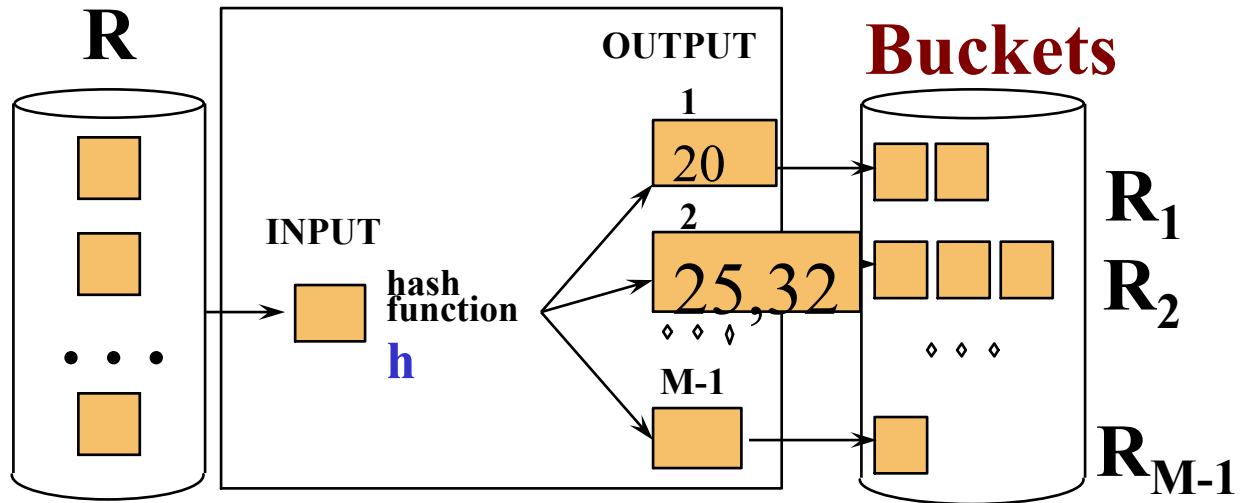 R
OUTPUT
Buckets
1
20
R1
INPUT
2
hash
function
h
25,32
R2
M-1
RM-1